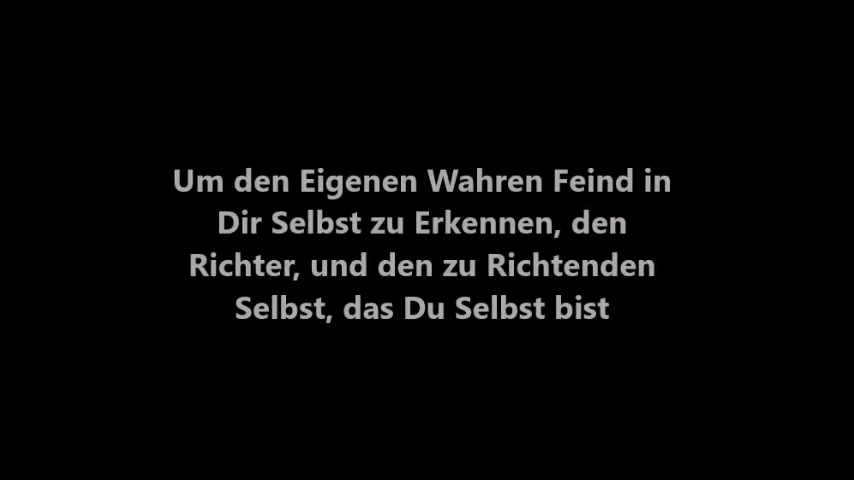 Um den Eigenen Wahren Feind in
Dir Selbst zu Erkennen, den
Richter, und den zu Richtenden
Selbst, das Du Selbst bist